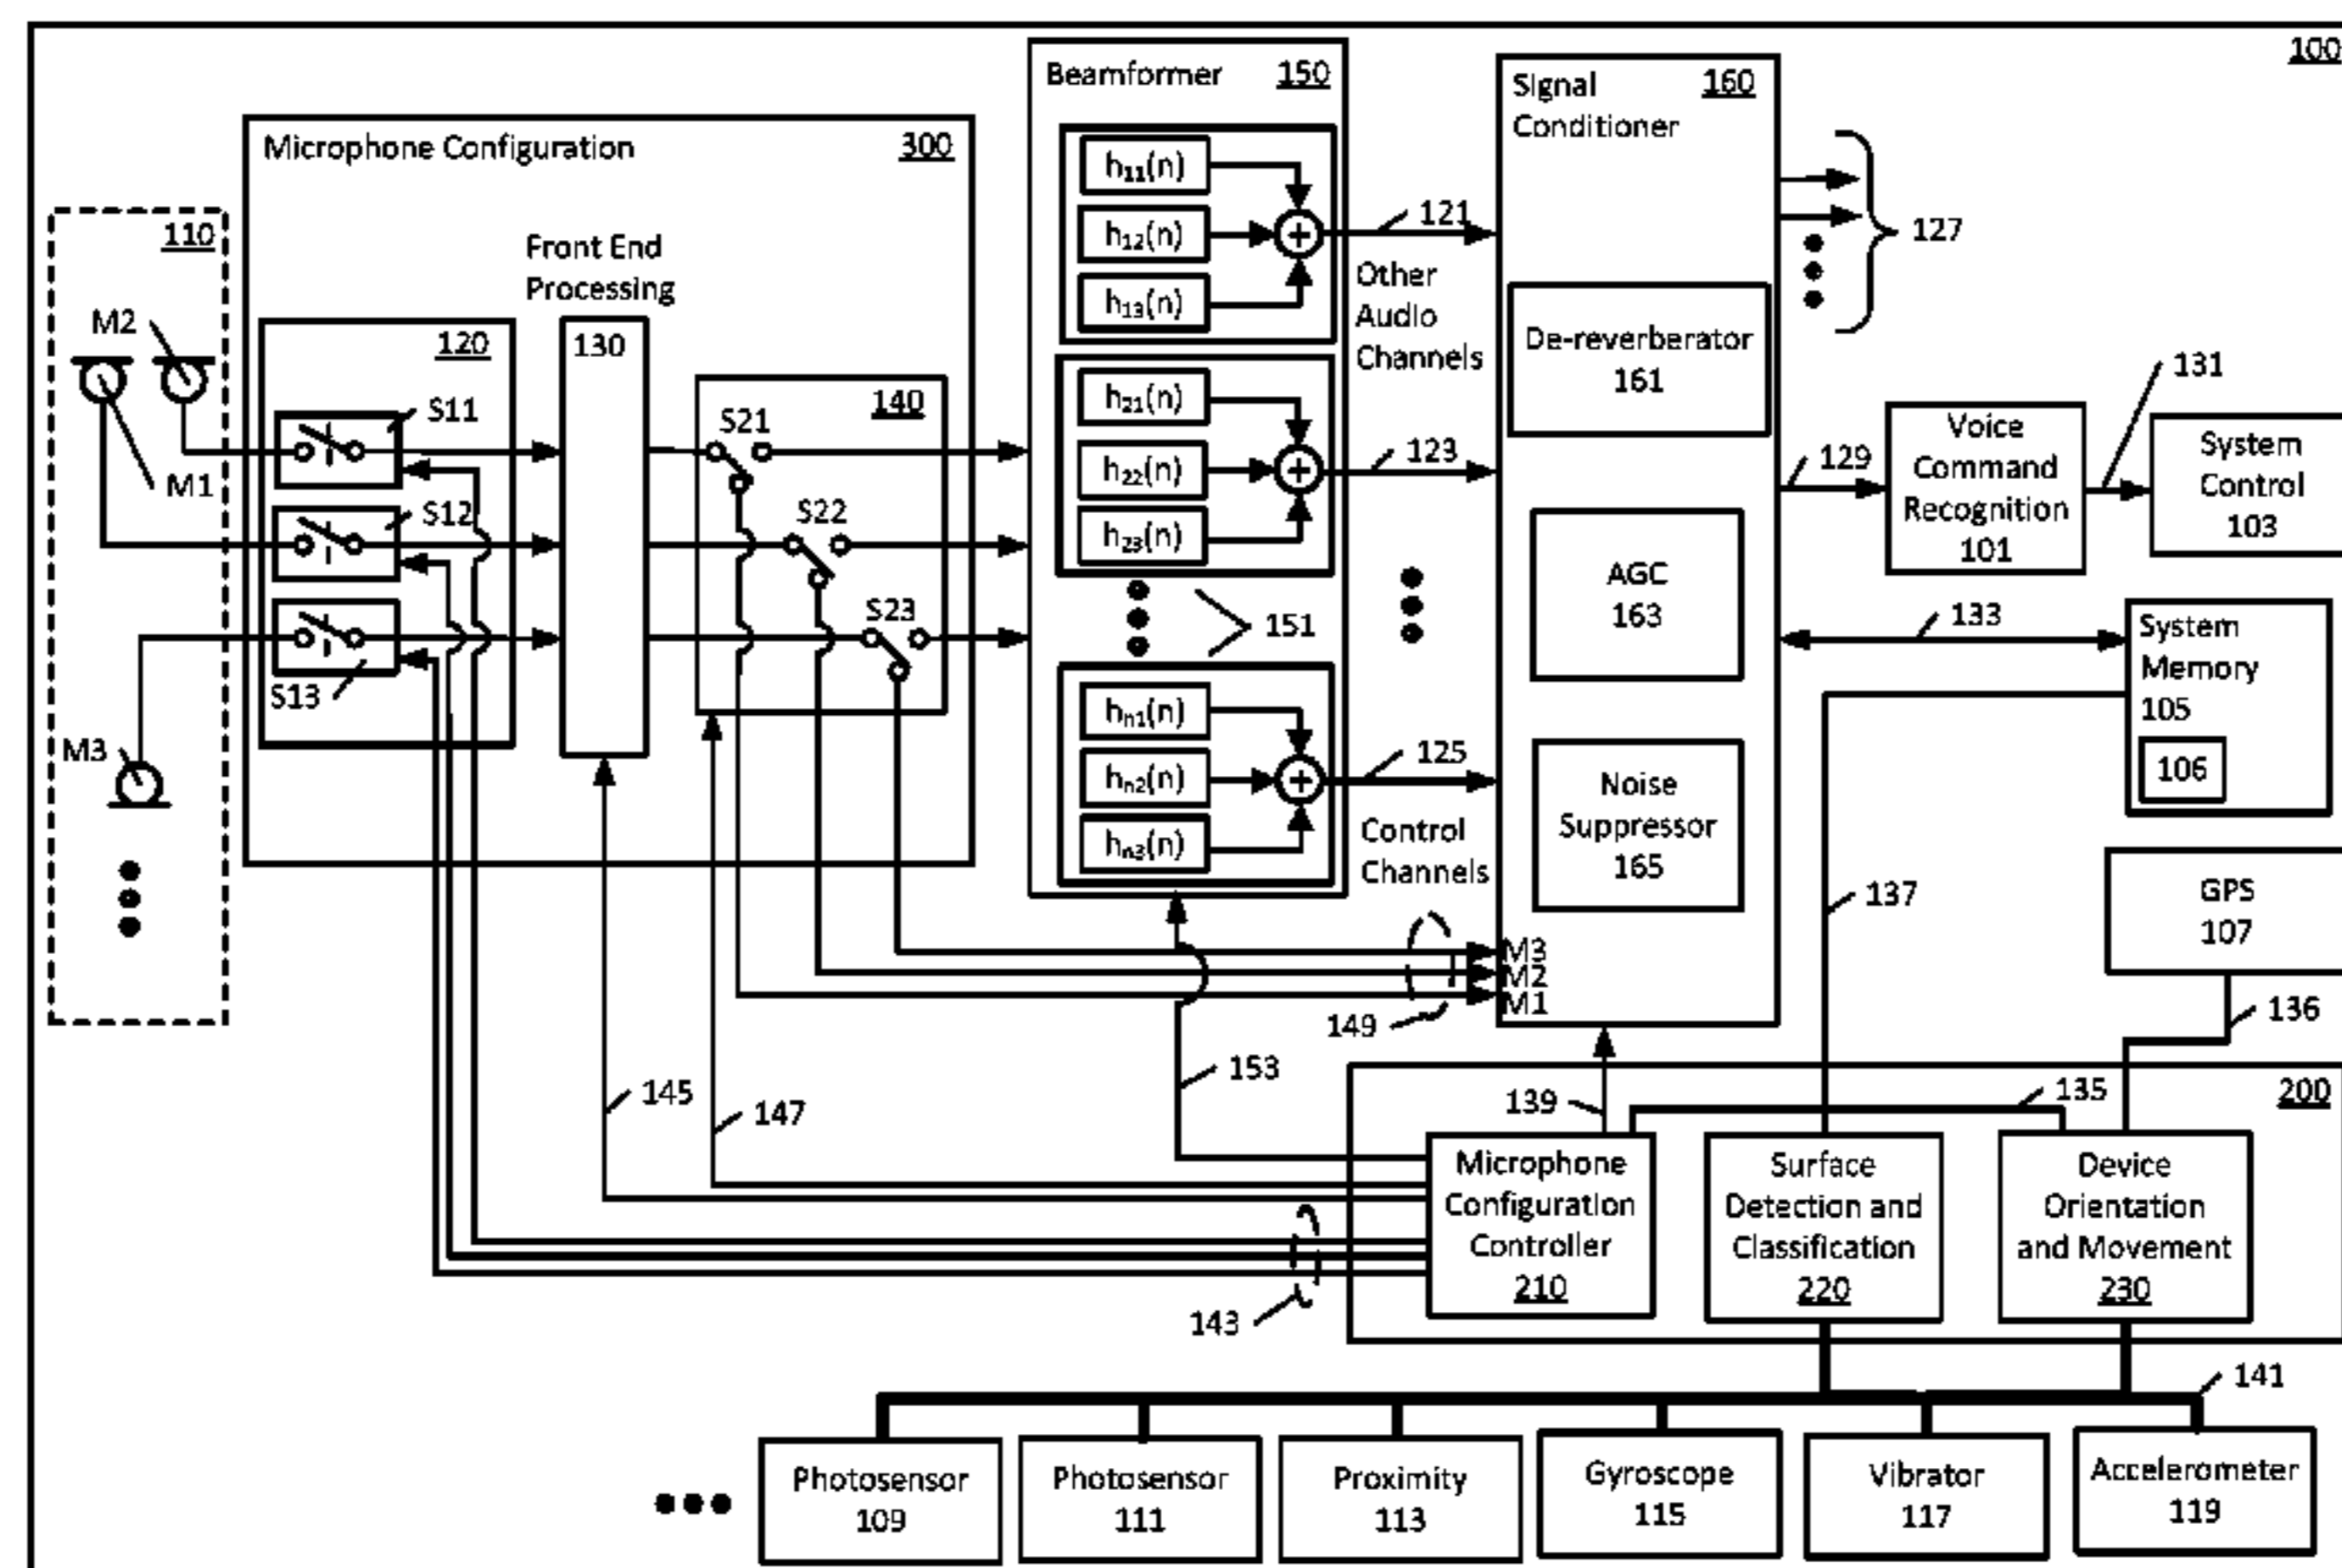 100
Beamformer 150
Signal 160
Conditioner
Microphone Configuration 300
110
h11(n)
h12(n)
h13(n)
121
Other
Audio
Channels
127
Front End
Processing
M2
M1
120
130
140
S11
S12
S13
S21
S22
S23
M3
h21(n)
h22(n)
h23(n)
123
151
hn1(n)
hn2(n)
hn3(n)
125
Control
Channels
De-reverberator
161
AGC
163
Noise
Suppressor
165
129
Voice
Command
Recognition
101
131
System
Control
103
133
System
Memory
105
106
137
GPS
107
136
M3
M2
M1
149
145
147
153
139
135
200
Microphone
Configuration
Controller
210
Surface
Detection and
Classification
220
Device
Orientation
and Movement
230
143
141
Photosensor
109
Photosensor
111
Proximity
113
Gyroscope
115
Vibrator
117
Accelerometer
119